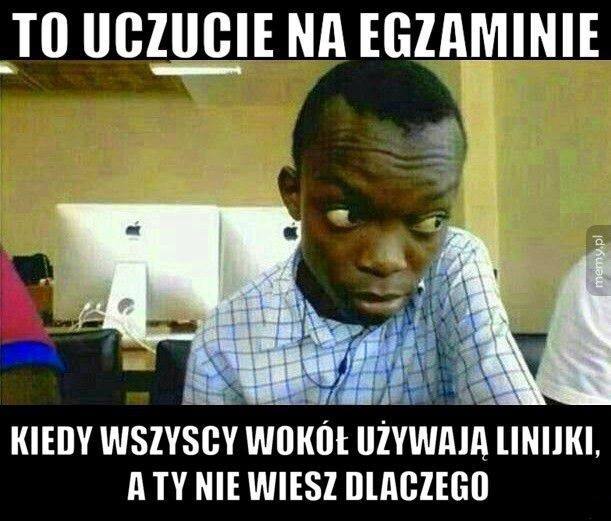 TO UCZUCIE NA EGZAMINIE
memy.pl
KIEDY WSZYSCY WOKÓŁ UŻYWAJĄ LINIJKI,
A TY NIE WIESZ DLACZEGO